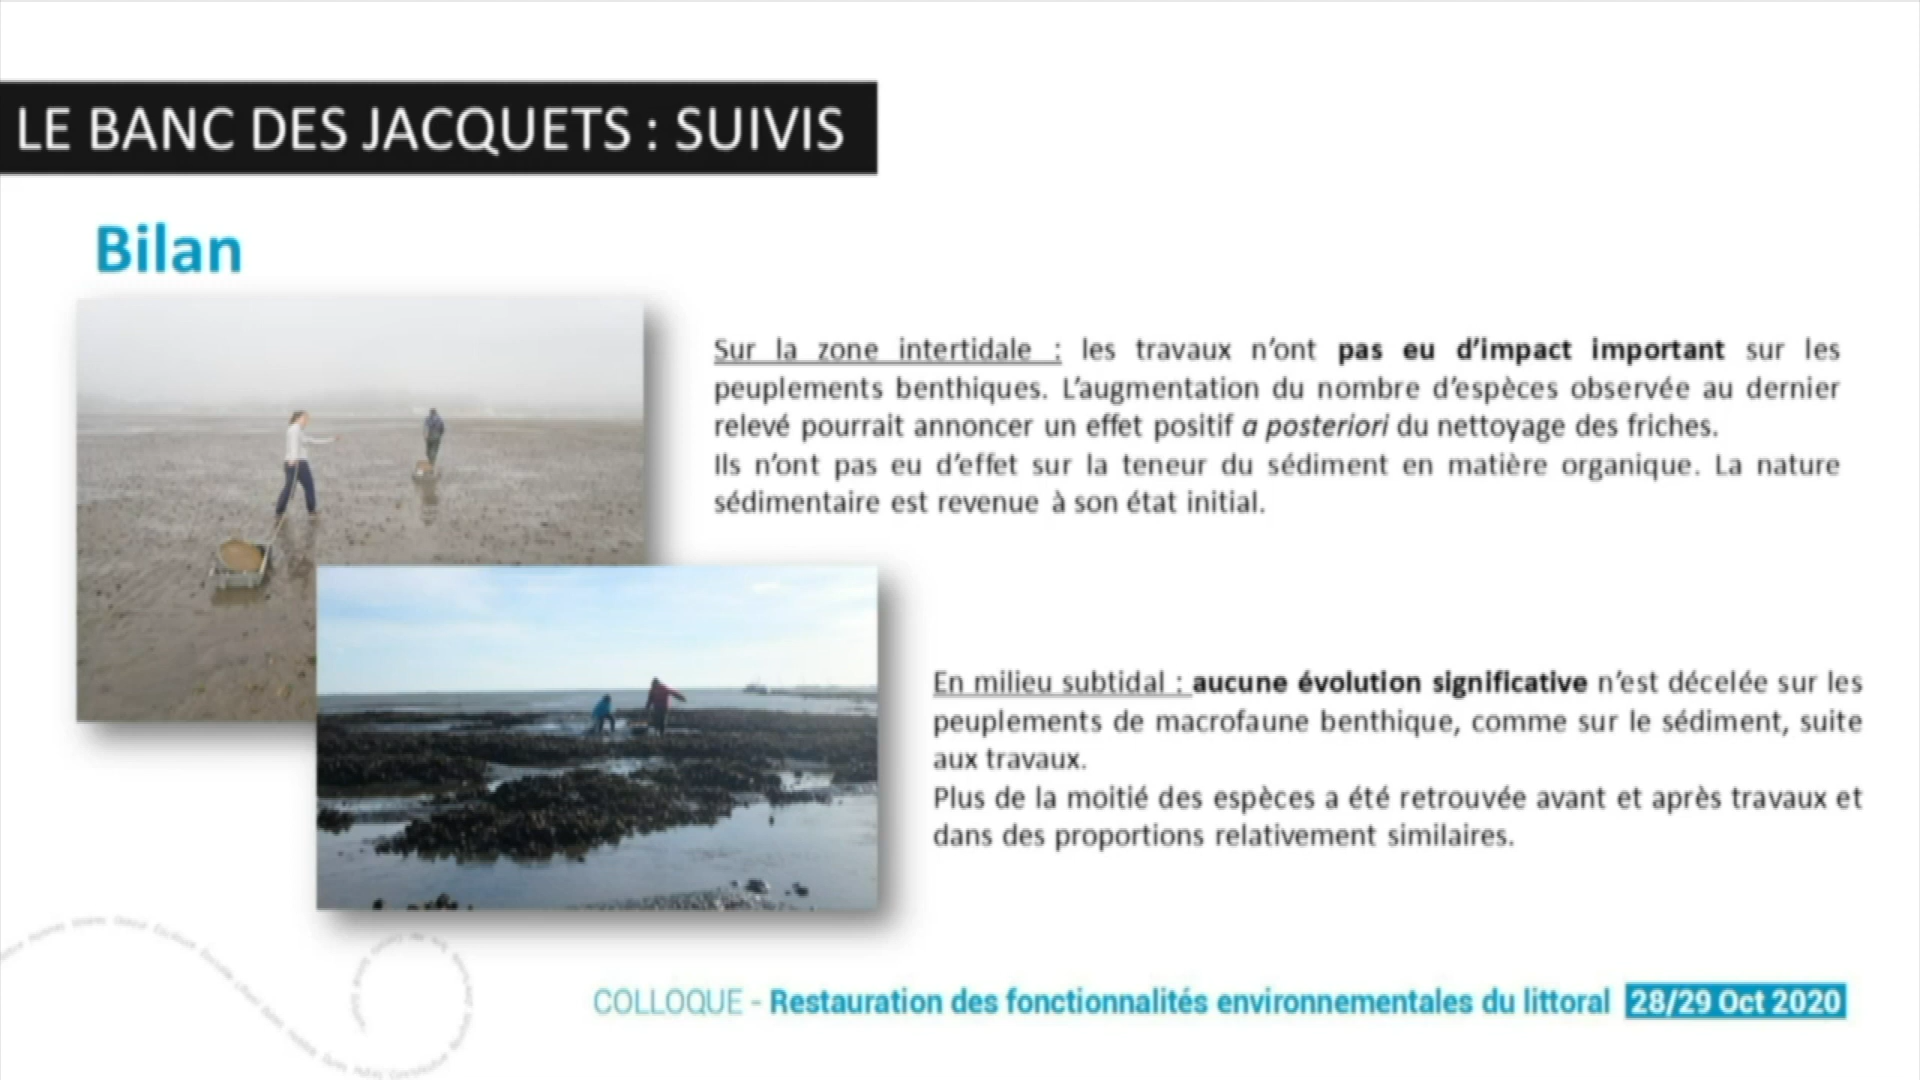 LE BANC DES JACQUETS : SUIVIS
Bilan
Sur la zone intertidale : les travaux n’ont pas eu d’impact important sur les
peuplements benthiques. L’augmentation du nombre d’espèces observée au dernier
relevé pourrait annoncer un effet positif a posteriori du nettoyage des friches.
Ils n’ont pas eu d’effet sur la teneur du sédiment en matière organique. La nature
sédimentaire est revenue à son état initial.
En milieu subtidal : aucune évolution significative n’est décelée sur les
peuplements de macrofaune benthique, comme sur le sédiment, suite
aux travaux.
Plus de la moitié des espèces a été retrouvée avant et après travaux et
dans des proportions relativement similaires.
COLLOQUE - Restauration des fonctionnalités environnementales du littoral 28/29 Oct 2020